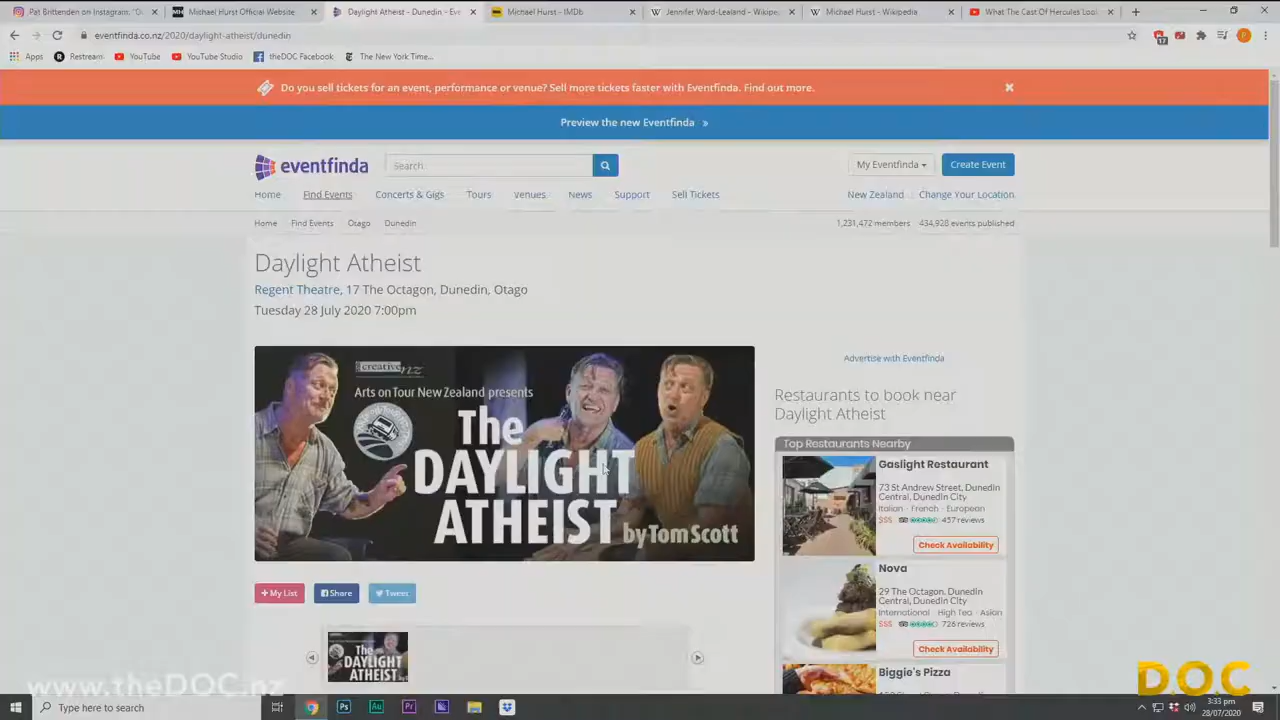 Pat Brittenden on Instagram: "G
Michael Hurst Official Website
Daylight Atheist - Dunedin - Eve
Michael Hurst - IMDb
Jennifer Ward-Lealand - Wikipe
Michael Hurst - Wikipedia
What The Cast Of Hercules Look
eventfinda.co.nz/2020/daylight-atheist/dunedin
17
P
Apps
Restream
YouTube
YouTube Studio
theDOC Facebook
The New York Time...
Do you sell tickets for an event, performance or venue? Sell more tickets faster with Eventfinda. Find out more.
Preview the new Eventfinda »
eventfinda
Search
My Eventfinda
Create Event
Home
Find Events
Concerts & Gigs
Tours
Venues
News
Support
Sell Tickets
New Zealand
Change Your Location
Home
Find Events
Otago
Dunedin
1,231,472 members
434,928 events published
Daylight Atheist
Regent Theatre, 17 The Octagon, Dunedin, Otago
Tuesday 28 July 2020 7:00pm
creative nz
Arts on Tour New Zealand presents
The
DAYLIGHT
ATHEIST
by Tom Scott
Advertise with Eventfinda
Restaurants to book near
Daylight Atheist
Top Restaurants Nearby
Gaslight Restaurant
73 St Andrew Street, Dunedin
Central, Dunedin City
Italian · French · European
$$$
457 reviews
Check Availability
Nova
29 The Octagon, Dunedin
Central, Dunedin City
International · High Tea · Asian
$$$
726 reviews
Check Availability
Biggie's Pizza
+ My List
Share
Tweet
The
DAYLIGHT
ATHEIST
www.theDOC.nz
D.O.C
Type here to search
3:33 pm
28/07/2020